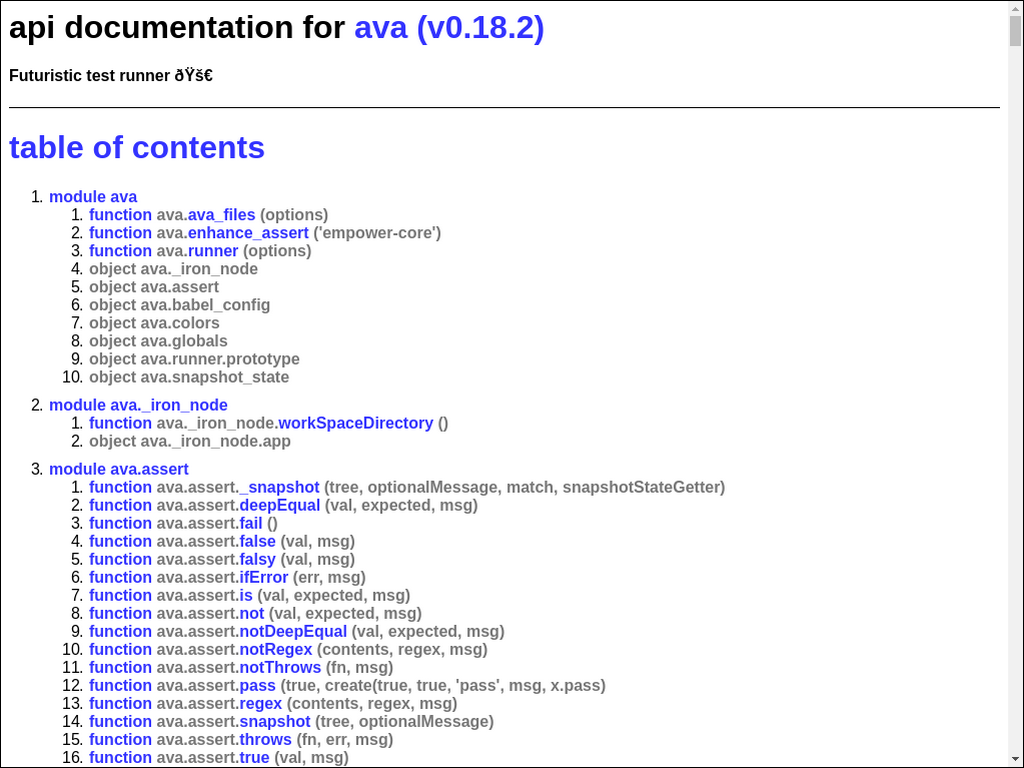 api documentation for ava (v0.18.2)
Futuristic test runner ðŸš€
table of contents
1. module ava
1. function ava.ava_files (options)
2. function ava.enhance_assert ('empower-core')
3. function ava.runner (options)
4. object ava._iron_node
5. object ava.assert
6. object ava.babel_config
7. object ava.colors
8. object ava.globals
9. object ava.runner.prototype
10. object ava.snapshot_state
2. module ava._iron_node
1. function ava._iron_node.workSpaceDirectory ()
2. object ava._iron_node.app
3. module ava.assert
1. function ava.assert._snapshot (tree, optionalMessage, match, snapshotStateGetter)
2. function ava.assert.deepEqual (val, expected, msg)
3. function ava.assert.fail ()
4. function ava.assert.false (val, msg)
5. function ava.assert.falsy (val, msg)
6. function ava.assert.ifError (err, msg)
7. function ava.assert.is (val, expected, msg)
8. function ava.assert.not (val, expected, msg)
9. function ava.assert.notDeepEqual (val, expected, msg)
10. function ava.assert.notRegex (contents, regex, msg)
11. function ava.assert.notThrows (fn, msg)
12. function ava.assert.pass (true, create(true, true, 'pass', msg, x.pass)
13. function ava.assert.regex (contents, regex, msg)
14. function ava.assert.snapshot (tree, optionalMessage)
15. function ava.assert.throws (fn, err, msg)
16. function ava.assert.true (val, msg)